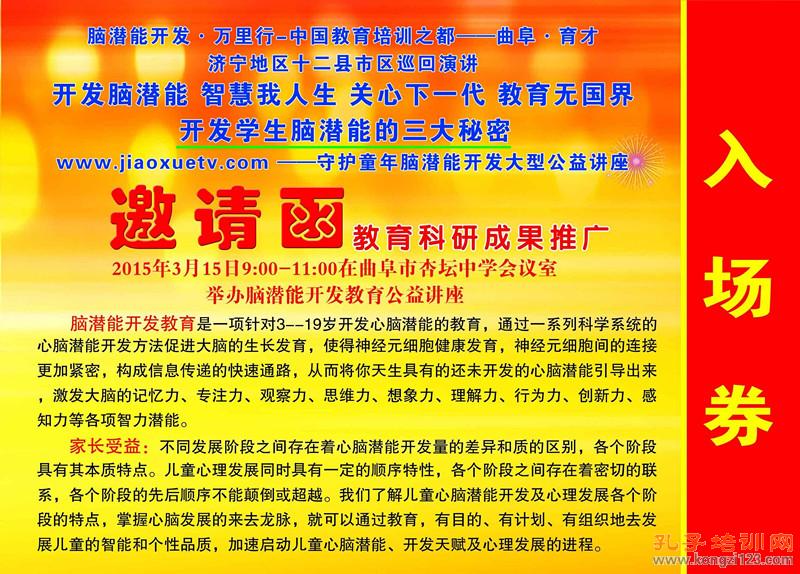 脑潜能开发·万里行-中国教育培训之都——曲阜·育才
济宁地区十二县市区巡回演讲
开发脑潜能 智慧我人生 关心下一代 教育无国界
开发学生脑潜能的三大秘密
www.jiaoxuetv.com ——守护童年脑潜能开发大型公益讲座
邀请函 教育科研成果推广
2015年3月15日9:00-11:00在曲阜市杏坛中学会议室
举办脑潜能开发教育公益讲座
脑潜能开发教育是一项针对3--19岁开发心脑潜能的教育，通过一系列科学系统的
心脑潜能开发方法促进大脑的生长发育，使得神经元细胞健康发育，神经元细胞间的连接
更加紧密，构成信息传递的快速通路，从而将你天生具有的还未开发的心脑潜能引导出来
，激发大脑的记忆力、专注力、观察力、思维力、想象力、理解力、行为力、创新力、感
知力等各项智力潜能。
家长受益：不同发展阶段之间存在着心脑潜能开发量的差异和质的区别，各个阶段
具有其本质特点。儿童心理发展同时具有一定的顺序特性，各个阶段之间存在着密切的联
系，各个阶段的先后顺序不能颠倒或超越。我们了解儿童心脑潜能开发及心理发展各个阶
段的特点，掌握心脑发展的来去龙脉，就可以通过教育，有目的、有计划、有组织地去发
展儿童的智能和个性品质，加速启动儿童心脑潜能、开发天赋及心理发展的进程。
入
场
券
孔子培训网
kongzi123.com